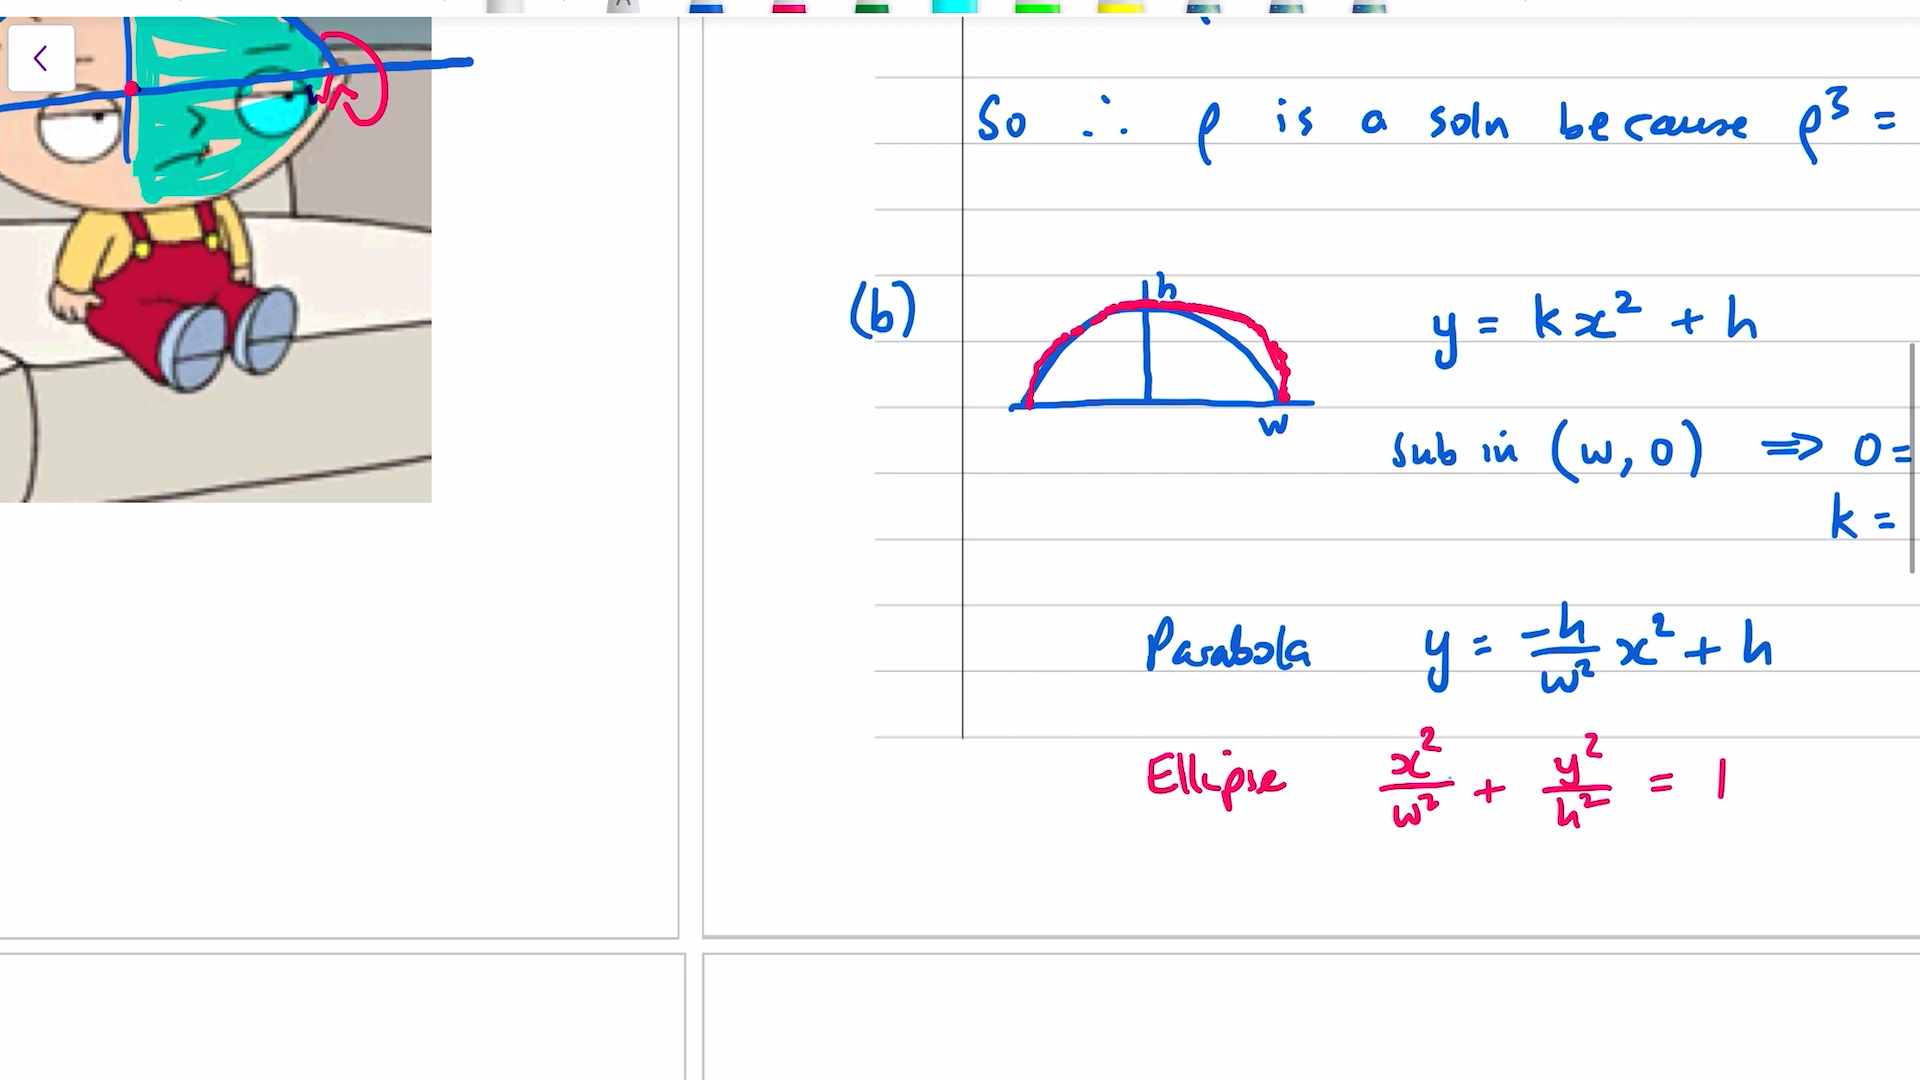 w
So ∴ ρ is a soln because ρ³ =
(b)
h
w
y = kx² + h
sub in (w, 0) ⇒ 0 =
k =
Parabola y = -h/w² x² + h
Ellipse x²/w² + y²/h² = 1